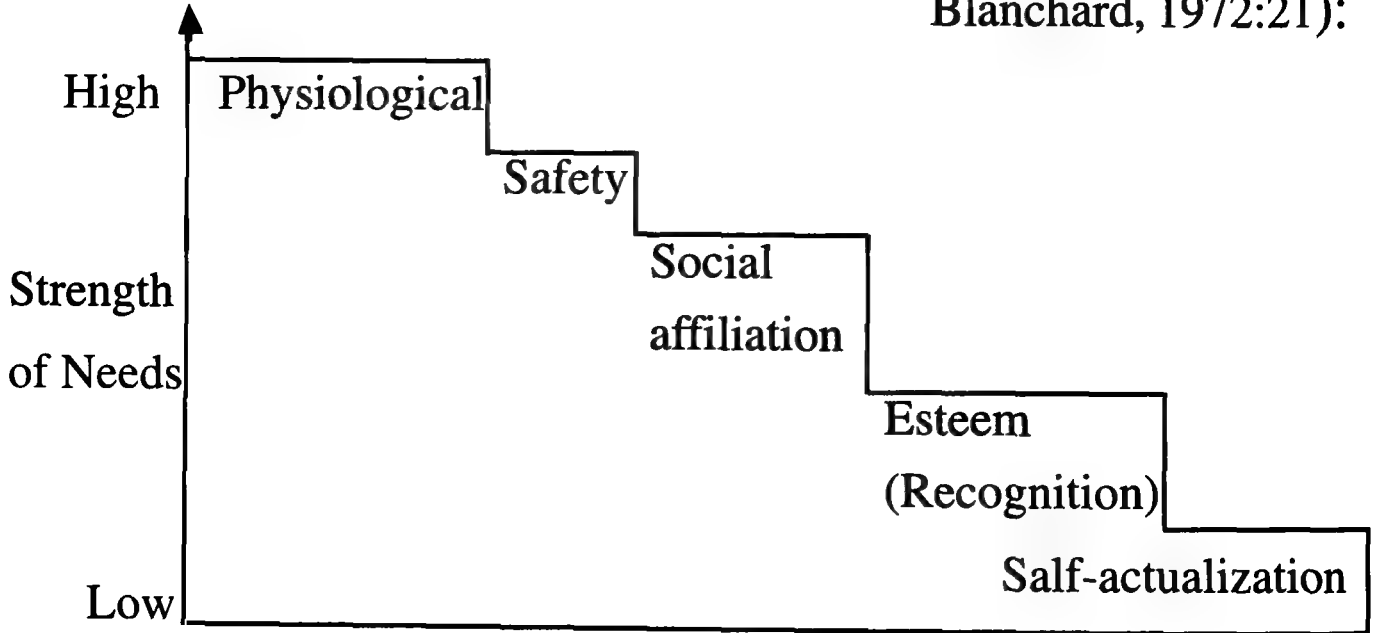 Blanchard, 1972:21):
High
Physiological
Safety
Social
affiliation
Strength
of Needs
Esteem
(Recognition)
Salf-actualization
Low